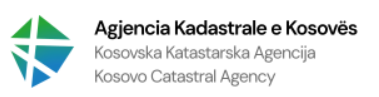 Agjencia Kadastrale e Kosovës
Kosovska Katastarska Agencija
Kosovo Catastral Agency